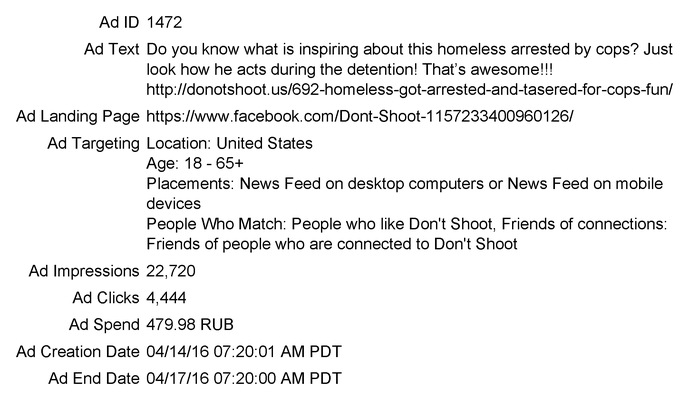 Ad ID 1472
Ad Text Do you know what is inspiring about this homeless arrested by cops? Just
look how he acts during the detention! That's awesome!!!
http://donotshoot.us/692-homeless-got-arrested-and-tasered-for-cops-fun/
Ad Landing Page https://www.facebook.com/Dont-Shoot-1157233400960126/
Ad Targeting Location: United States
Age: 18 - 65+
Placements: News Feed on desktop computers or News Feed on mobile
devices
People Who Match: People who like Don't Shoot, Friends of connections:
Friends of people who are connected to Don't Shoot
Ad Impressions 22,720
Ad Clicks 4,444
Ad Spend 479.98 RUB
Ad Creation Date 04/14/16 07:20:01 AM PDT
Ad End Date 04/17/16 07:20:00 AM PDT